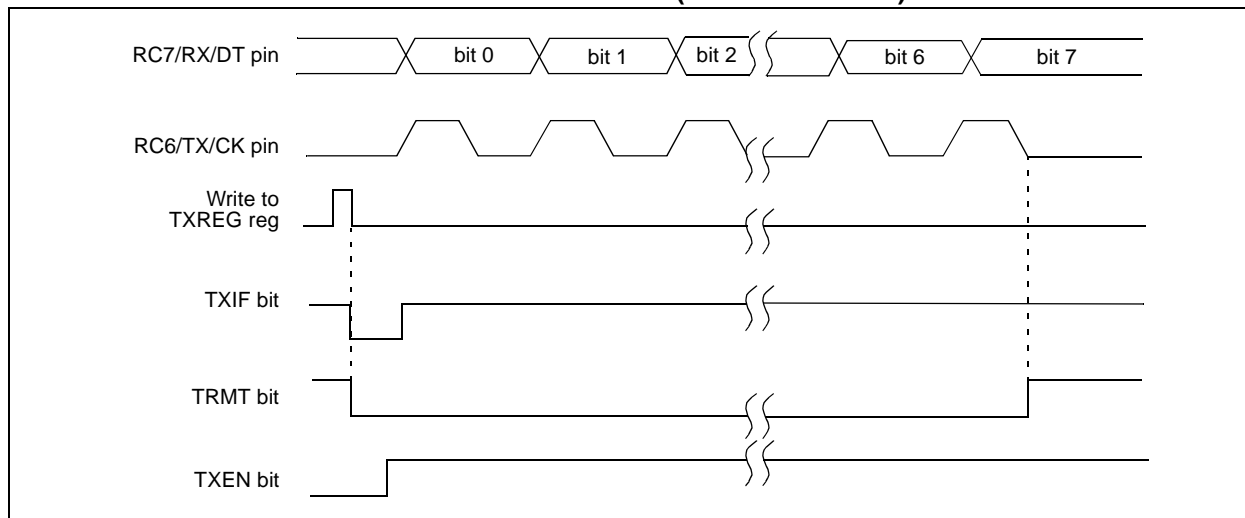 RC7/RX/DT pin
bit 0
bit 1
bit 2
bit 6
bit 7
RC6/TX/CK pin
Write to
TXREG reg
TXIF bit
TRMT bit
TXEN bit